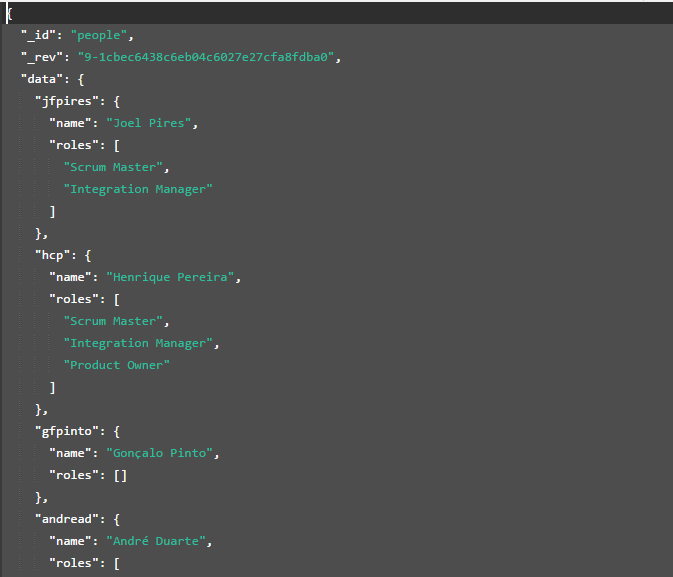 {
"_id": "people",
"_rev": "9-1cbec6438c6eb04c6027e27cfa8fdba0",
"data": {
"jfpires": {
"name": "Joel Pires",
"roles": [
"Scrum Master",
"Integration Manager"
]
},
"hcp": {
"name": "Henrique Pereira",
"roles": [
"Scrum Master",
"Integration Manager",
"Product Owner"
]
},
"gfpinto": {
"name": "Gonçalo Pinto",
"roles": []
},
"andread": {
"name": "André Duarte",
"roles": [